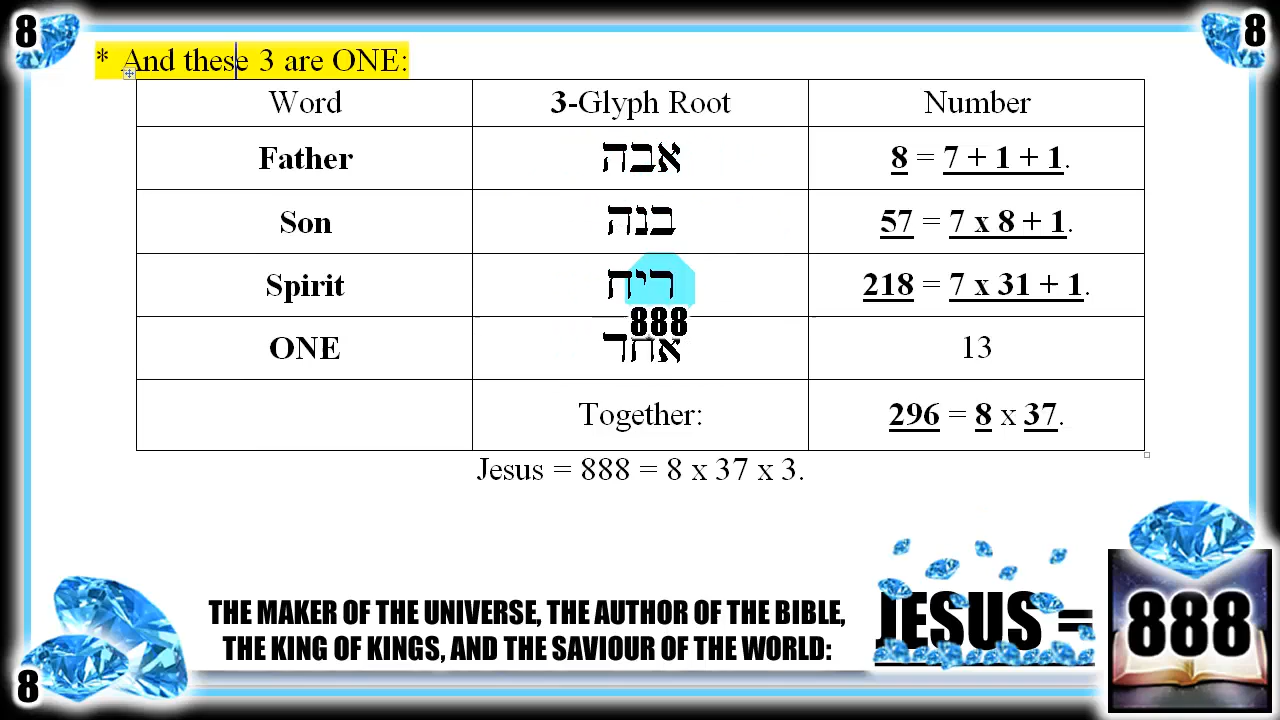 8
8
* And these 3 are ONE:
Word 3-Glyph Root Number
Father אבה 8 = 7 + 1 + 1.
Son בנה 57 = 7 x 8 + 1.
Spirit ריח 218 = 7 x 31 + 1.
888
ONE אחד 13
Together: 296 = 8 x 37.
Jesus = 888 = 8 x 37 x 3.
THE MAKER OF THE UNIVERSE, THE AUTHOR OF THE BIBLE,
THE KING OF KINGS, AND THE SAVIOUR OF THE WORLD:
JESUS = 888
8